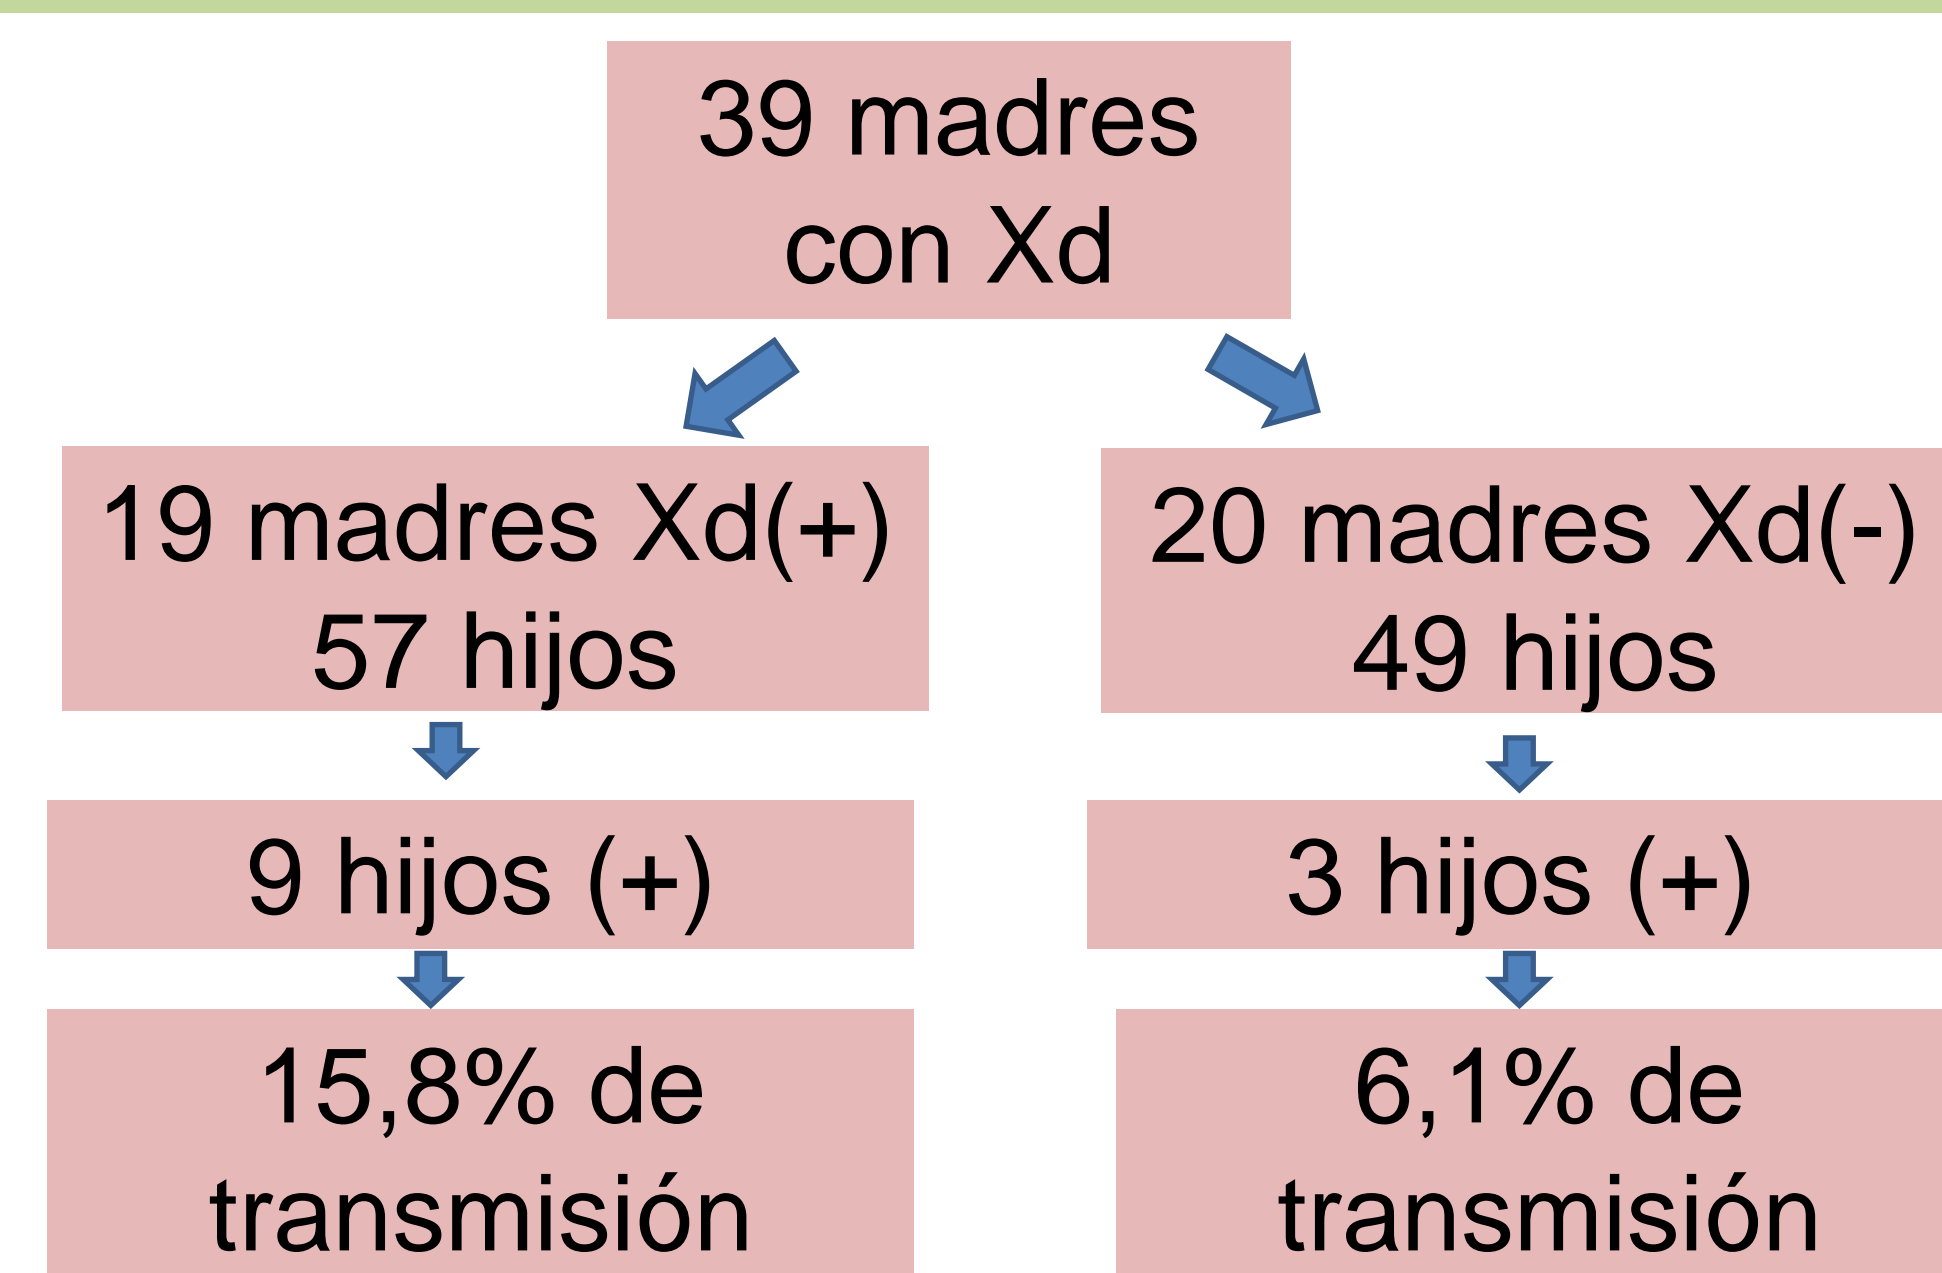 39 madres
con Xd
19 madres Xd(+)
57 hijos
20 madres Xd(-)
49 hijos
9 hijos (+)
3 hijos (+)
15,8% de
transmisión
6,1% de
transmisión